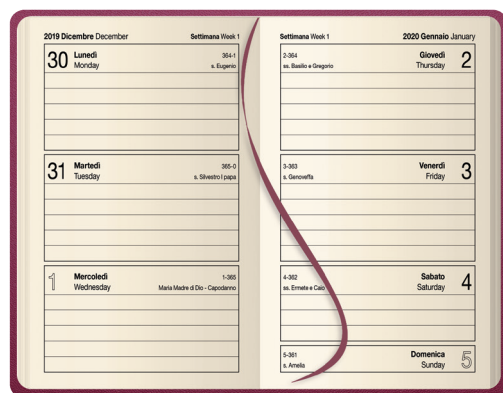 2019 Dicembre December Settimana Week 1
30 Lunedì 364-1
Monday s. Eugenio
31 Martedì 365-0
Tuesday s. Silvestro I papa
1 Mercoledì 1-365
Wednesday Maria Madre di Dio - Capodanno
Settimana Week 1 2020 Gennaio January
2-364 Giovedì 2
ss. Basilio e Gregorio Thursday
3-363 Venerdì 3
s. Genoveffa Friday
4-362 Sabato 4
ss. Ermete e Caio Saturday
5-361 Domenica 5
s. Amelia Sunday